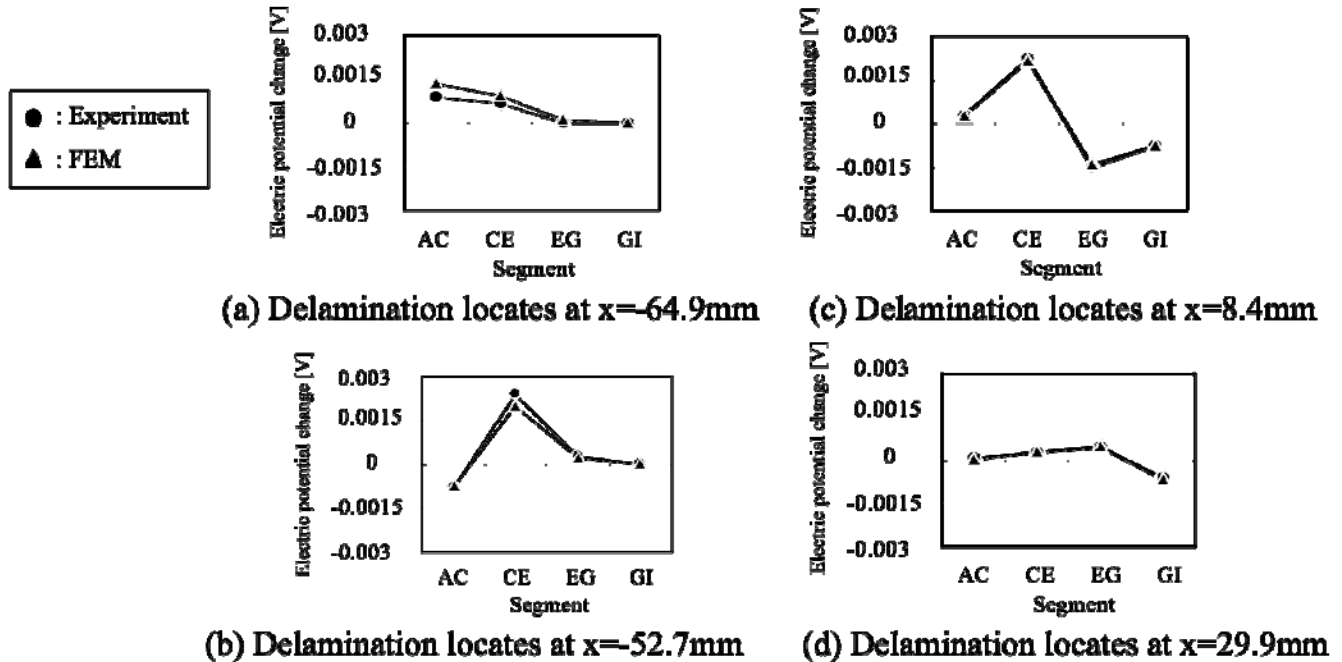 ● : Experiment
▲ : FEM
Electric potential change [V]
0.003
0.0015
0
-0.0015
-0.003
AC CE EG GI
Segment
(a) Delamination locates at x=-64.9mm
Electric potential change [V]
0.003
0.0015
0
-0.0015
-0.003
AC CE EG GI
Segment
(c) Delamination locates at x=8.4mm
Electric potential change [V]
0.003
0.0015
0
-0.0015
-0.003
AC CE EG GI
Segment
(b) Delamination locates at x=-52.7mm
Electric potential change [V]
0.003
0.0015
0
-0.0015
-0.003
AC CE EG GI
Segment
(d) Delamination locates at x=29.9mm